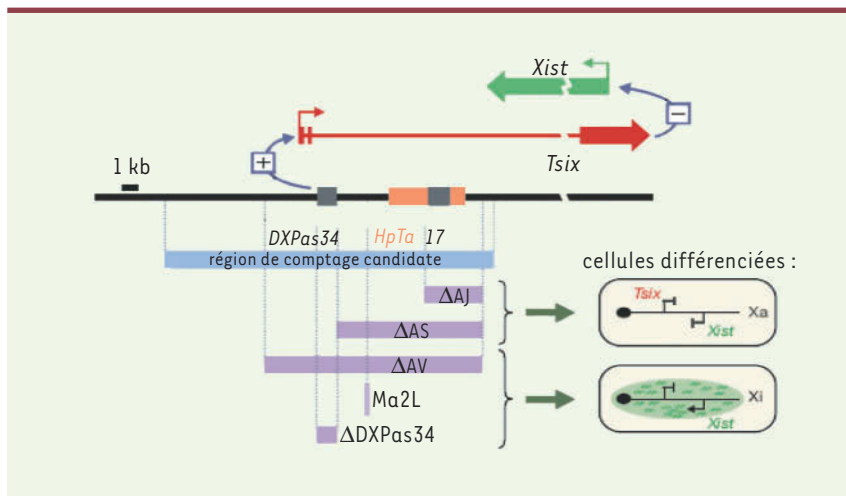 Xist
−
1 kb
+
Tsix
DXPas34 HpTa 17
région de comptage candidate
cellules différenciées :
ΔAJ
Tsix
Xa
Xist
ΔAS
ΔAV
Ma2L
Xi
Xist
ΔDXPas34